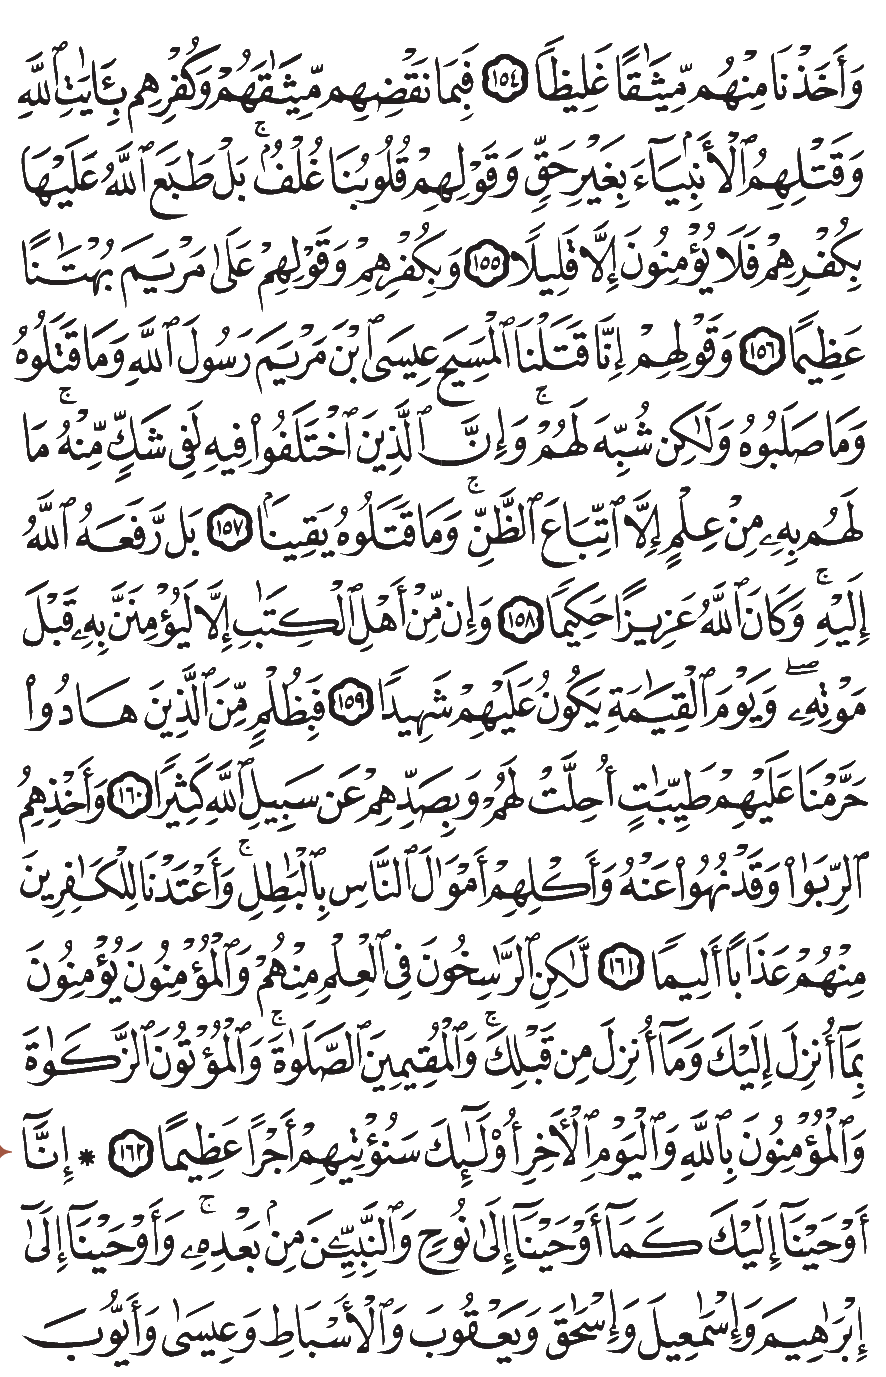 وَأَخَذْنَا مِنْهُم مِّيثَٰقًا غَلِيظًا ١٥٤ فَبِمَا نَقْضِهِم مِّيثَٰقَهُمْ وَكُفْرِهِم بِـَٔايَٰتِ ٱللَّهِ
وَقَتْلِهِمُ ٱلْأَنۢبِيَآءَ بِغَيْرِ حَقٍّ وَقَوْلِهِمْ قُلُوبُنَا غُلْفٌۢ ۚ بَلْ طَبَعَ ٱللَّهُ عَلَيْهَا
بِكُفْرِهِمْ فَلَا يُؤْمِنُونَ إِلَّا قَلِيلًا ١٥٥ وَبِكُفْرِهِمْ وَقَوْلِهِمْ عَلَىٰ مَرْيَمَ بُهْتَٰنًا
عَظِيمًا ١٥٦ وَقَوْلِهِمْ إِنَّا قَتَلْنَا ٱلْمَسِيحَ عِيسَى ٱبْنَ مَرْيَمَ رَسُولَ ٱللَّهِ وَمَا قَتَلُوهُ
وَمَا صَلَبُوهُ وَلَٰكِن شُبِّهَ لَهُمْ ۚ وَإِنَّ ٱلَّذِينَ ٱخْتَلَفُوا۟ فِيهِ لَفِى شَكٍّ مِّنْهُ ۚ مَا
لَهُم بِهِۦ مِنْ عِلْمٍ إِلَّا ٱتِّبَاعَ ٱلظَّنِّ ۚ وَمَا قَتَلُوهُ يَقِينًۢا ١٥٧ بَل رَّفَعَهُ ٱللَّهُ
إِلَيْهِ ۚ وَكَانَ ٱللَّهُ عَزِيزًا حَكِيمًا ١٥٨ وَإِن مِّنْ أَهْلِ ٱلْكِتَٰبِ إِلَّا لَيُؤْمِنَنَّ بِهِۦ قَبْلَ
مَوْتِهِۦ ۖ وَيَوْمَ ٱلْقِيَٰمَةِ يَكُونُ عَلَيْهِمْ شَهِيدًا ١٥٩ فَبِظُلْمٍ مِّنَ ٱلَّذِينَ هَادُوا۟
حَرَّمْنَا عَلَيْهِمْ طَيِّبَٰتٍ أُحِلَّتْ لَهُمْ وَبِصَدِّهِمْ عَن سَبِيلِ ٱللَّهِ كَثِيرًا ١٦٠ وَأَخْذِهِمُ
ٱلرِّبَوٰا۟ وَقَدْ نُهُوا۟ عَنْهُ وَأَكْلِهِمْ أَمْوَٰلَ ٱلنَّاسِ بِٱلْبَٰطِلِ ۚ وَأَعْتَدْنَا لِلْكَٰفِرِينَ
مِنْهُمْ عَذَابًا أَلِيمًا ١٦١ لَّٰكِنِ ٱلرَّٰسِخُونَ فِى ٱلْعِلْمِ مِنْهُمْ وَٱلْمُؤْمِنُونَ يُؤْمِنُونَ
بِمَآ أُنزِلَ إِلَيْكَ وَمَآ أُنزِلَ مِن قَبْلِكَ ۚ وَٱلْمُقِيمِينَ ٱلصَّلَوٰةَ ۚ وَٱلْمُؤْتُونَ ٱلزَّكَوٰةَ
وَٱلْمُؤْمِنُونَ بِٱللَّهِ وَٱلْيَوْمِ ٱلْأَخِرِ أُو۟لَٰٓئِكَ سَنُؤْتِيهِمْ أَجْرًا عَظِيمًا ١٦٢ * إِنَّآ
أَوْحَيْنَآ إِلَيْكَ كَمَآ أَوْحَيْنَآ إِلَىٰ نُوحٍ وَٱلنَّبِيِّـۧنَ مِنۢ بَعْدِهِۦ ۚ وَأَوْحَيْنَآ إِلَىٰٓ
إِبْرَٰهِيمَ وَإِسْمَٰعِيلَ وَإِسْحَٰقَ وَيَعْقُوبَ وَٱلْأَسْبَاطِ وَعِيسَىٰ وَأَيُّوبَ